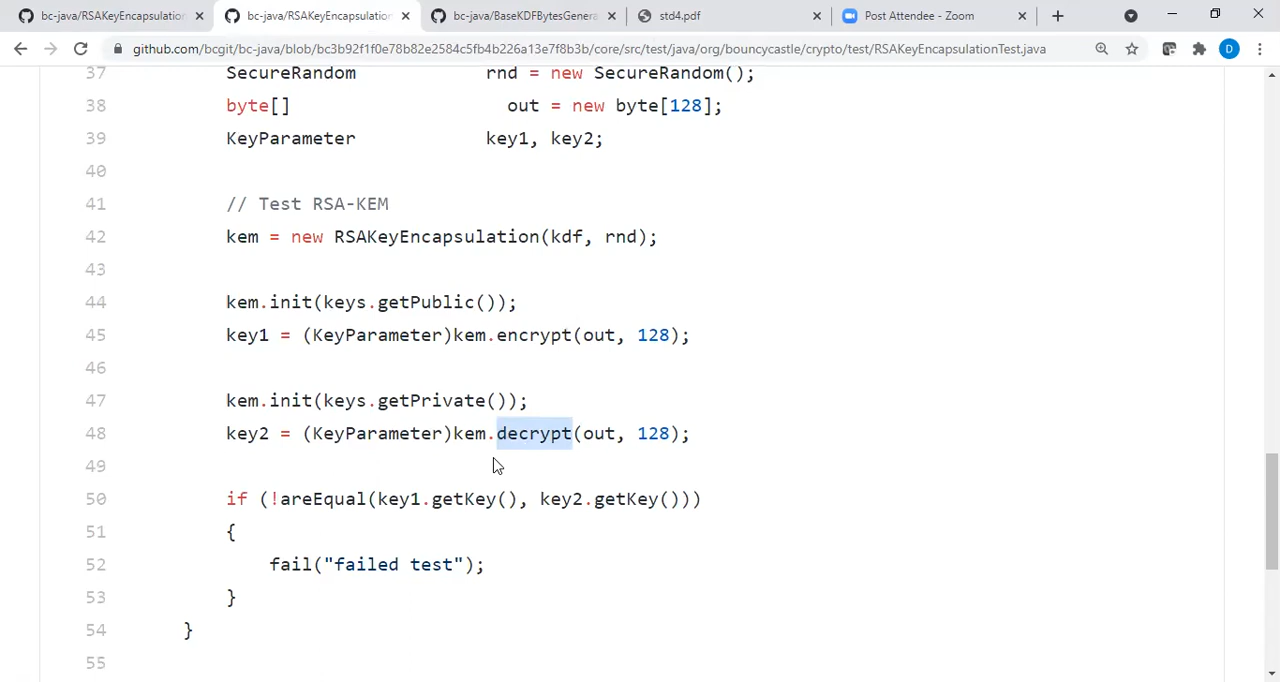 bc-java/RSAKeyEncapsulation
bc-java/RSAKeyEncapsulation
bc-java/BaseKDFBytesGenera
std4.pdf
Post Attendee - Zoom
github.com/bcgit/bc-java/blob/bc3b92f1f0e78b82e2584c5fb4b226a13e7f8b3b/core/src/test/java/org/bouncycastle/crypto/test/RSAKeyEncapsulationTest.java
D
37 SecureRandom rnd = new SecureRandom();
38 byte[] out = new byte[128];
39 KeyParameter key1, key2;
40
41 // Test RSA-KEM
42 kem = new RSAKeyEncapsulation(kdf, rnd);
43
44 kem.init(keys.getPublic());
45 key1 = (KeyParameter)kem.encrypt(out, 128);
46
47 kem.init(keys.getPrivate());
48 key2 = (KeyParameter)kem.decrypt(out, 128);
49
50 if (!areEqual(key1.getKey(), key2.getKey()))
51 {
52 fail("failed test");
53 }
54 }
55